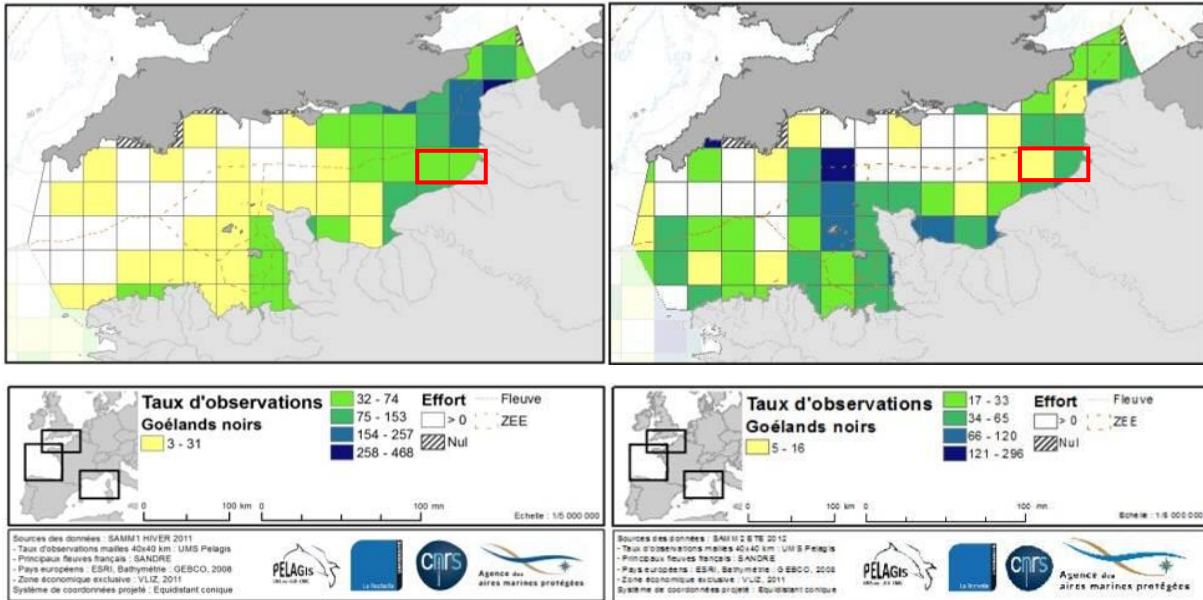 Taux d'observations
Goélands noirs
3 - 31
32 - 74
75 - 153
154 - 257
258 - 468
Effort
> 0
Nul
Fleuve
ZEE
0 100 km 0 100 mn
Echelle : 1/5 000 000
Sources des données : SAMM1 HIVER 2011
- Taux d'observations mailles 40x40 km : UMS Pelagis
- Principaux fleuves français : SANDRE
- Pays européens : ESRI, Bathymétrie : GEBCO, 2008
- Zone économique exclusive : VLIZ, 2011
Système de coordonnées projeté : Equidistant conique
PELAGIS
La Rochelle
cnrs
Agence des
aires marines protégées
Taux d'observations
Goélands noirs
5 - 16
17 - 33
34 - 65
66 - 120
121 - 296
Effort
> 0
Nul
Fleuve
ZEE
0 100 km 0 100 mn
Echelle : 1/5 000 000
Sources des données : SAMM 2 ETE 2012
- Taux d'observations mailles 40x40 km : UMS Pelagis
- Principaux fleuves français : SANDRE
- Pays européens : ESRI, Bathymétrie : GEBCO, 2008
- Zone économique exclusive : VLIZ, 2011
Système de coordonnées projeté : Equidistant conique
PELAGIS
La Rochelle
cnrs
Agence des
aires marines protégées